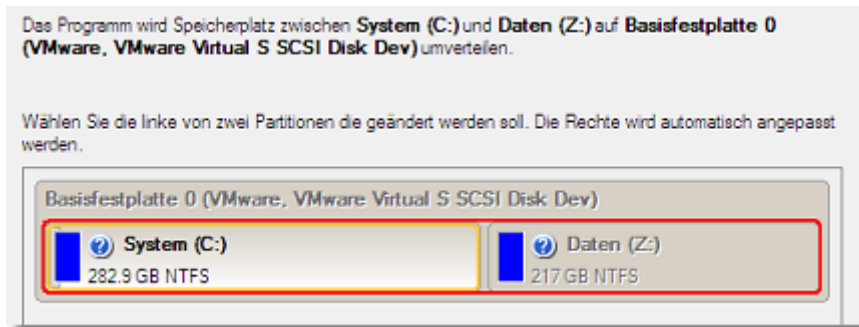 Das Programm wird Speicherplatz zwischen System (C:) und Daten (Z:) auf Basisfestplatte 0
(VMware, VMware Virtual S SCSI Disk Dev) umverteilen.
Wählen Sie die linke von zwei Partitionen die geändert werden soll. Die Rechte wird automatisch angepasst
werden.
Basisfestplatte 0 (VMware, VMware Virtual S SCSI Disk Dev)
System (C:) Daten (Z:)
282.9 GB NTFS 217 GB NTFS